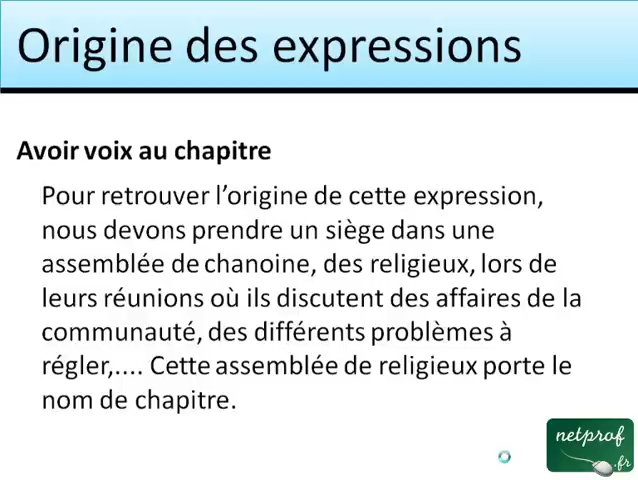 Origine des expressions
Avoir voix au chapitre
Pour retrouver l’origine de cette expression,
nous devons prendre un siège dans une
assemblée de chanoine, des religieux, lors de
leurs réunions où ils discutent des affaires de la
communauté, des différents problèmes à
régler,.... Cette assemblée de religieux porte le
nom de chapitre.
netprof
.fr